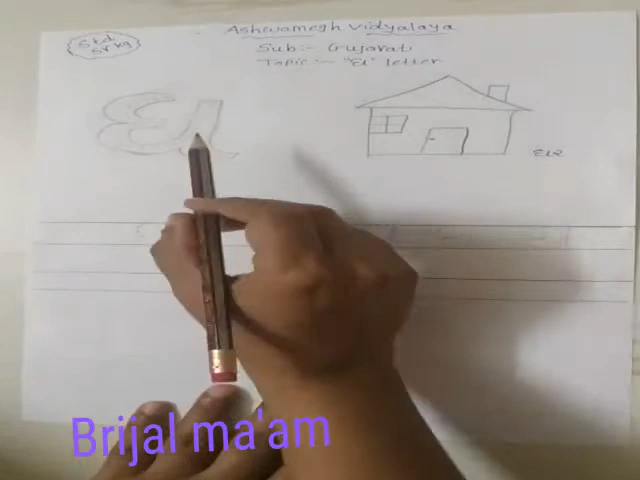 Std
Sr kg
Ashwamegh Vidyalaya
Sub:- Gujarati
Topic:- "ઘ" letter
ઘ
ઘર
Brijal ma'am